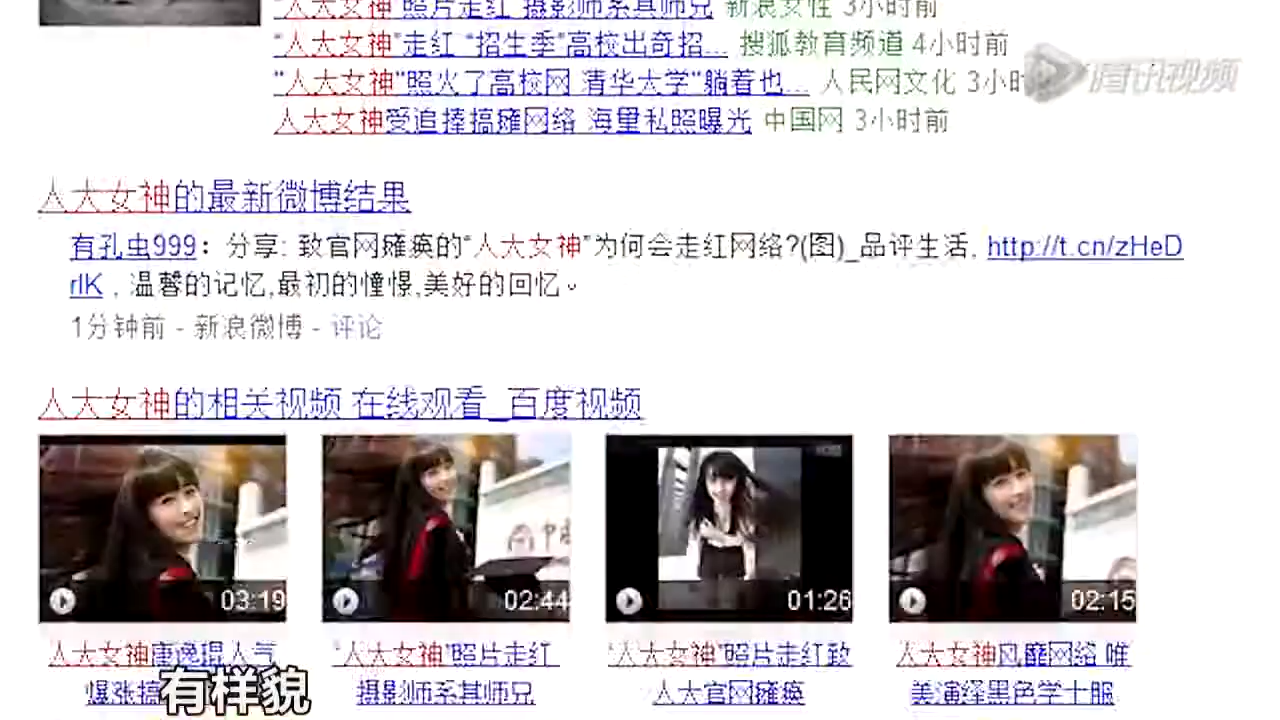 "人大女神"照片走红 摄影师系其师兄 新浪女性 3小时前
"人大女神"走红 "招生季"高校出奇招... 搜狐教育频道 4小时前
"人大女神"照火了高校网 清华大学"躺着也... 人民网文化 3小时
人大女神受追捧搞瘫网络 海量私照曝光 中国网 3小时前
腾讯视频
人大女神的最新微博结果
有孔虫999：分享: 致官网瘫痪的"人大女神"为何会走红网络?(图)_品评生活, http://t.cn/zHeD
rIK，温馨的记忆,最初的憧憬,美好的回忆。
1分钟前 - 新浪微博 - 评论
人大女神的相关视频 在线观看_百度视频
03:19
02:44
01:26
02:15
人大女神康逸琨人气
爆张搞
"人大女神"照片走红
摄影师系其师兄
"人大女神"照片走红致
人大官网瘫痪
人大女神风靡网络 唯
美演绎黑色学士服
有样貌